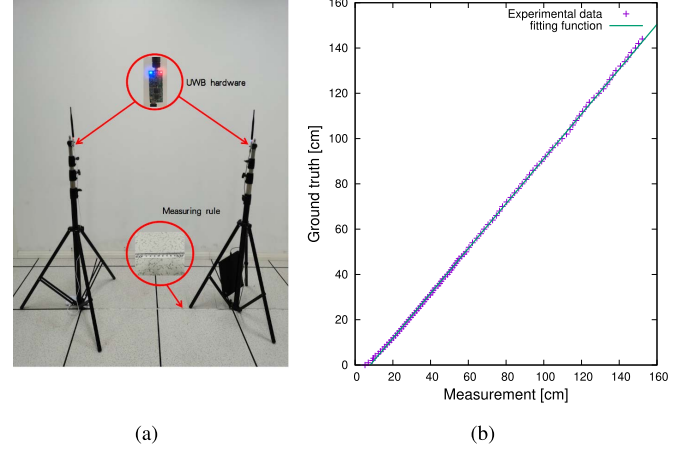 UWB hardware
Measuring rule
(a)
160
140
120
100
80
60
40
20
0
Ground truth [cm]
Experimental data
fitting function
0 20 40 60 80 100 120 140 160
Measurement [cm]
(b)